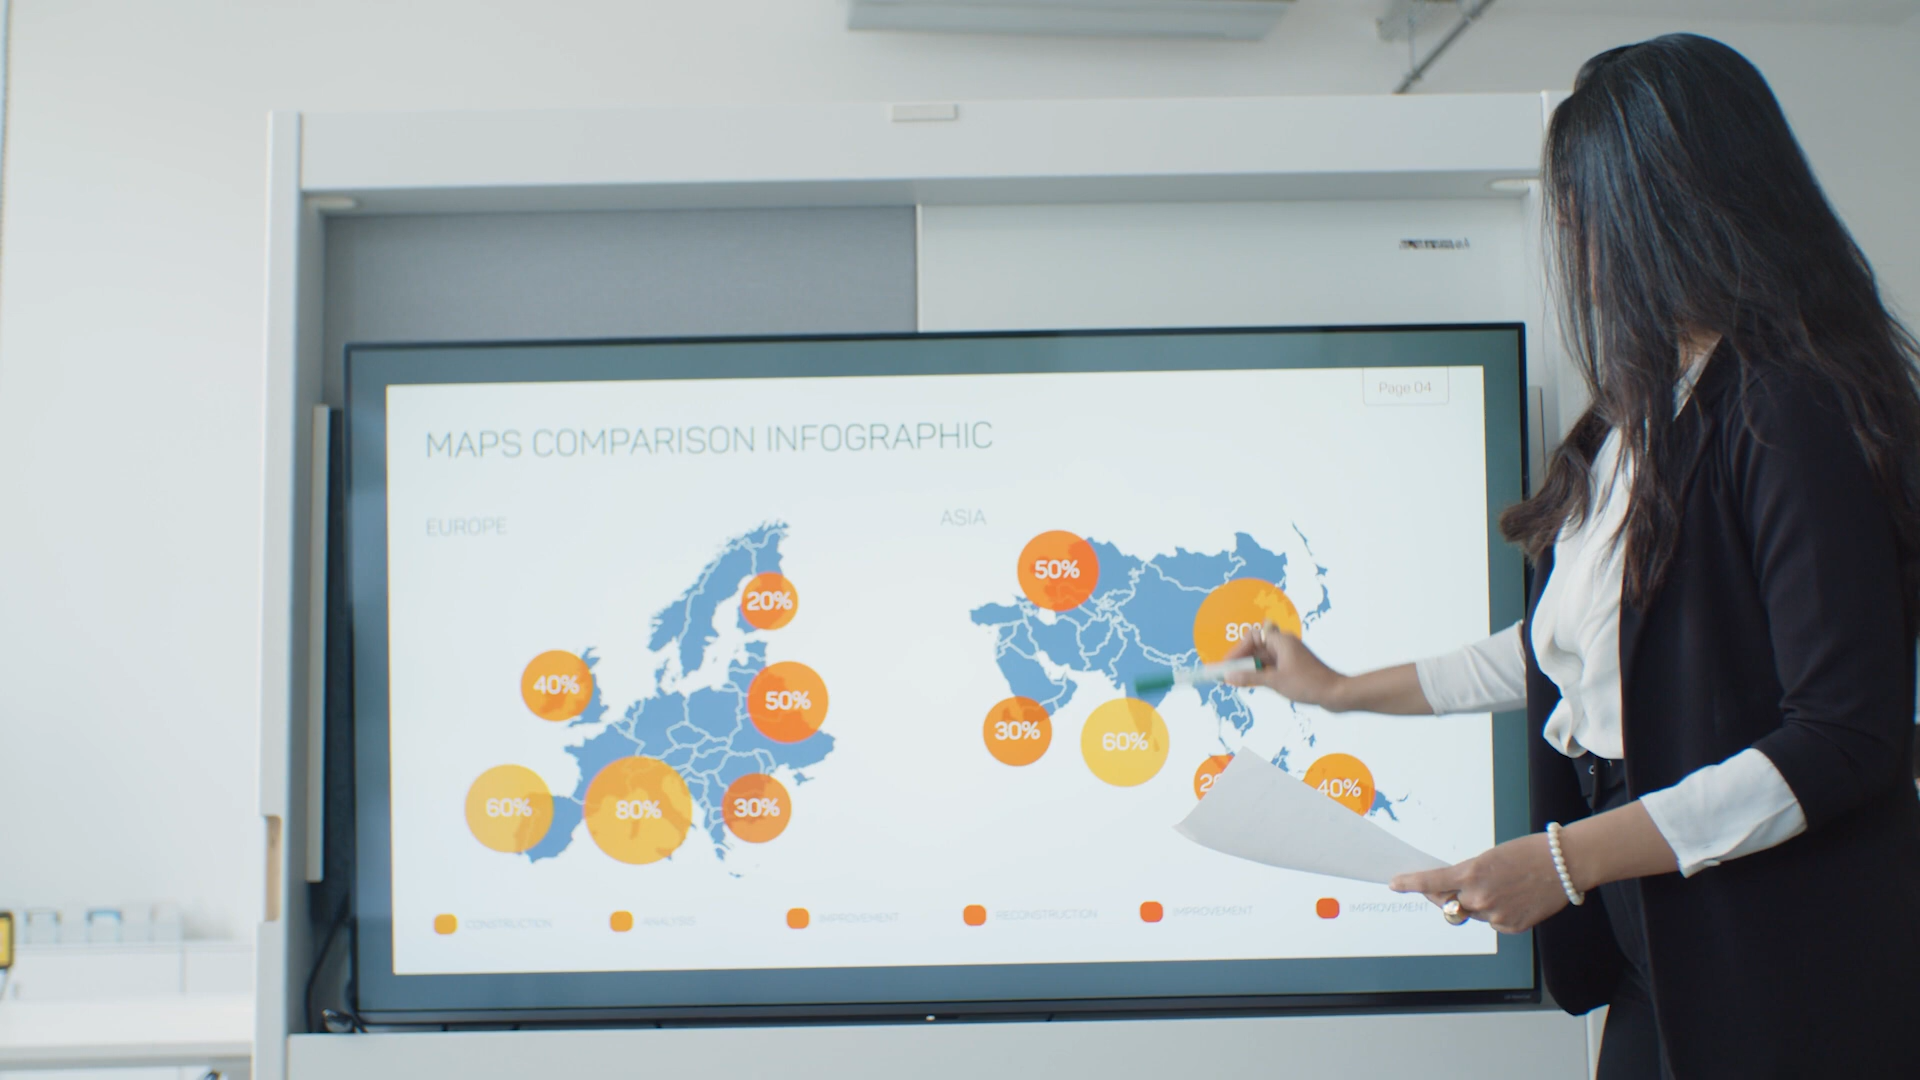 Page 04
MAPS COMPARISON INFOGRAPHIC
EUROPE
ASIA
20%
40%
50%
60%
80%
30%
50%
80%
30%
60%
40%
CONSTRUCTION
ANALYSIS
IMPROVEMENT
RECONSTRUCTION
IMPROVEMENT
IMPROVEMENT